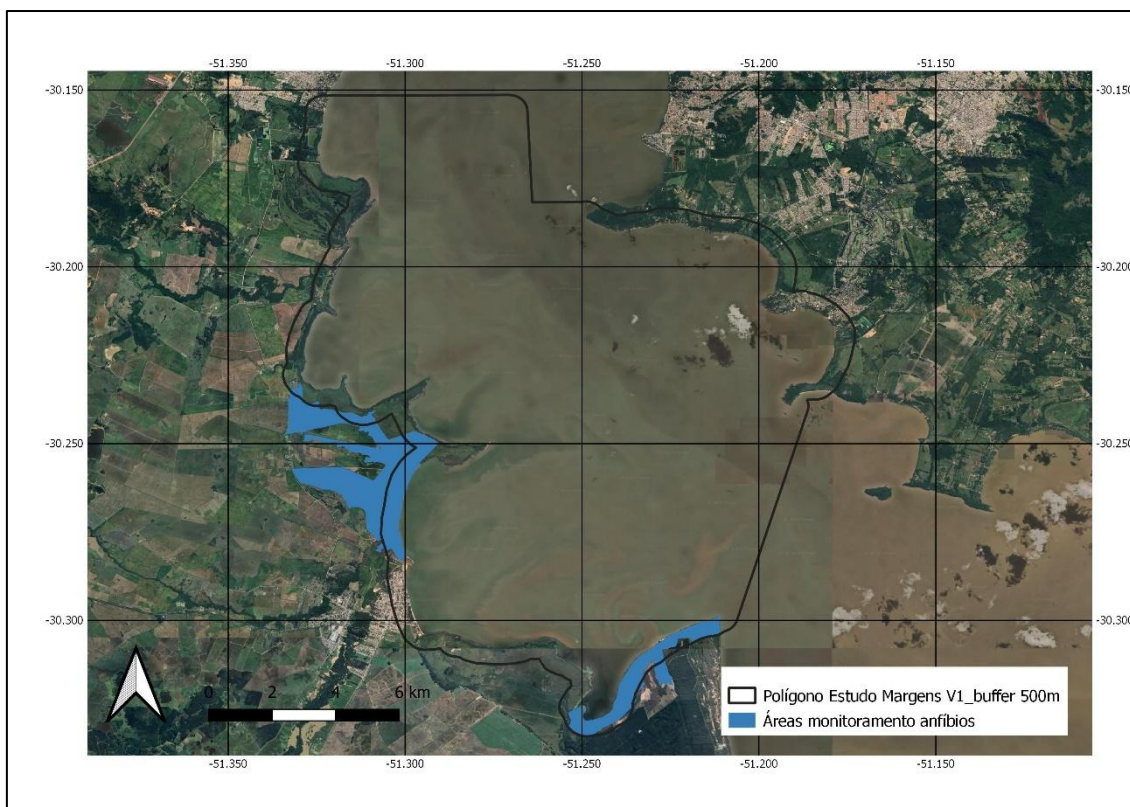 -51.350 -51.300 -51.250 -51.200 -51.150
-30.150 -30.150
-30.200 -30.200
-30.250 -30.250
-30.300 -30.300
0 2 4 6 km
Polígono Estudo Margens V1_buffer 500m
Áreas monitoramento anfíbios
-51.350 -51.300 -51.250 -51.200 -51.150